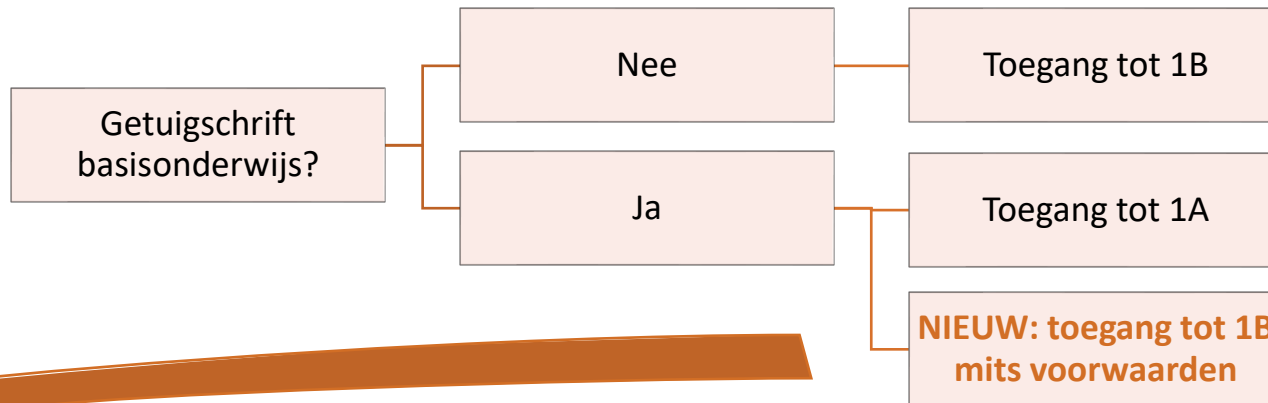 Nee
Toegang tot 1B
Getuigschrift
basisonderwijs?
Ja
Toegang tot 1A
NIEUW: toegang tot 1B
mits voorwaarden